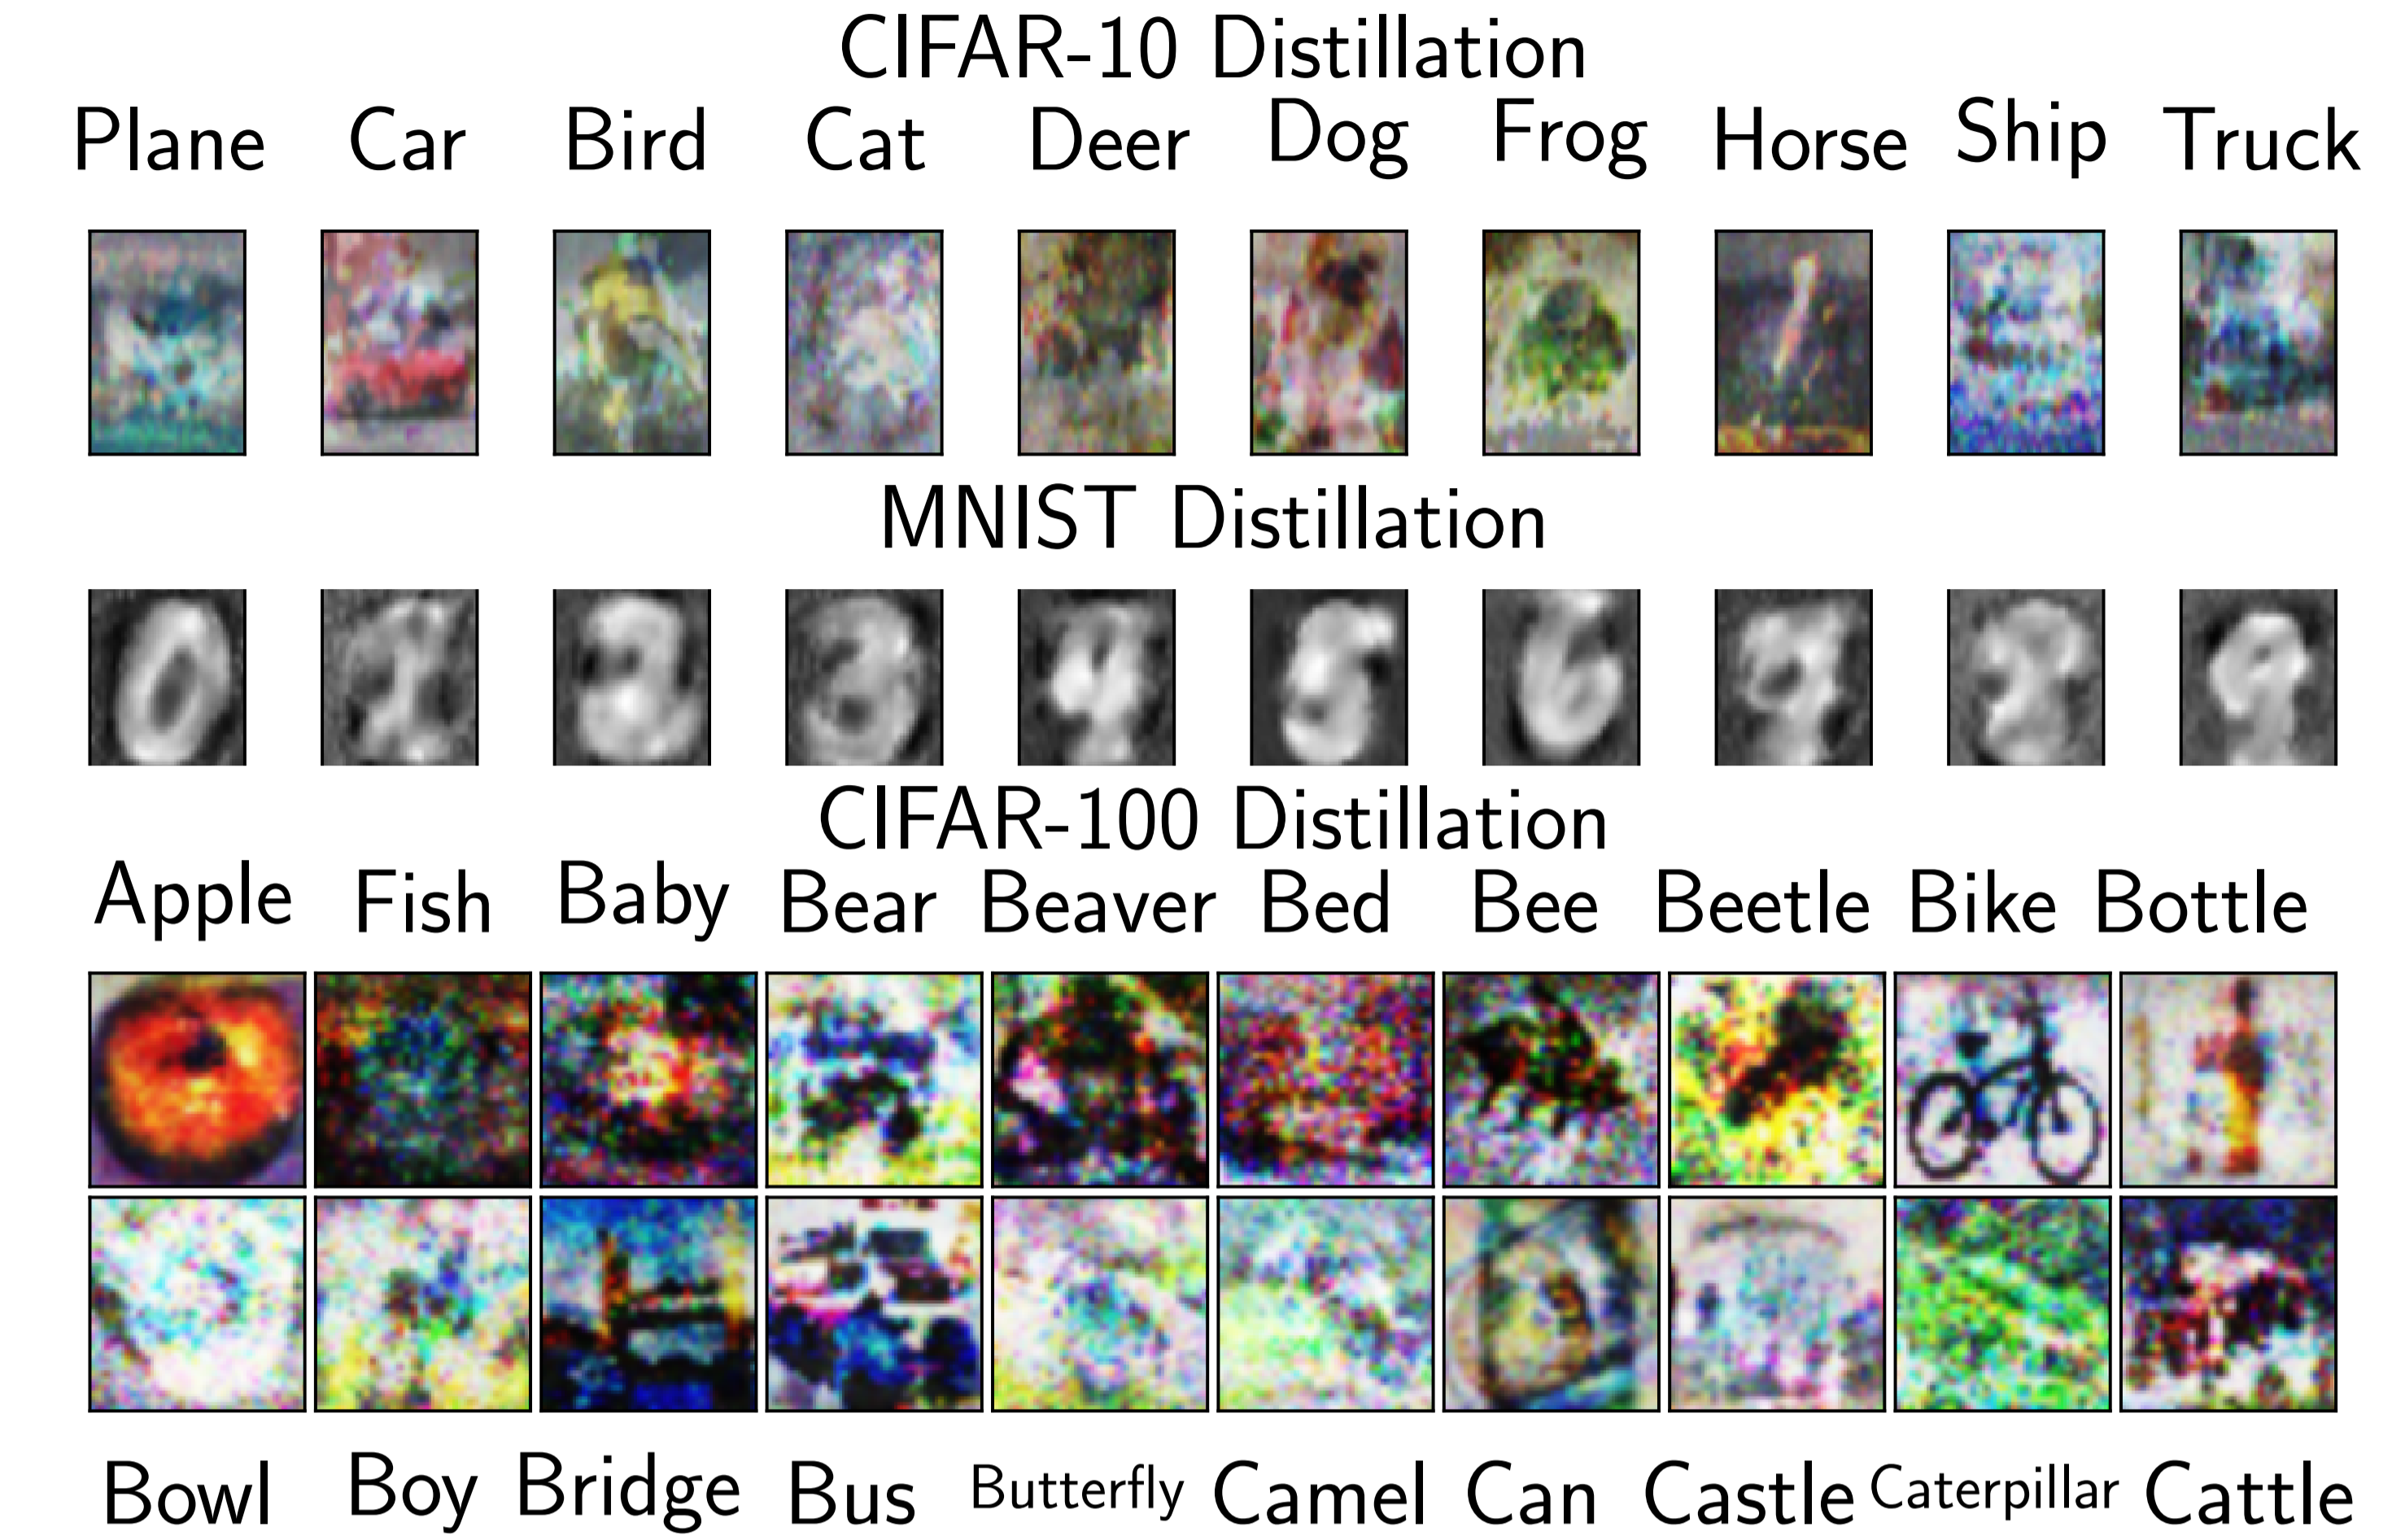 CIFAR-10 Distillation
Plane Car Bird Cat Deer Dog Frog Horse Ship Truck
MNIST Distillation
CIFAR-100 Distillation
Apple Fish Baby Bear Beaver Bed Bee Beetle Bike Bottle
Bowl Boy Bridge Bus Butterfly Camel Can Castle Caterpillar Cattle